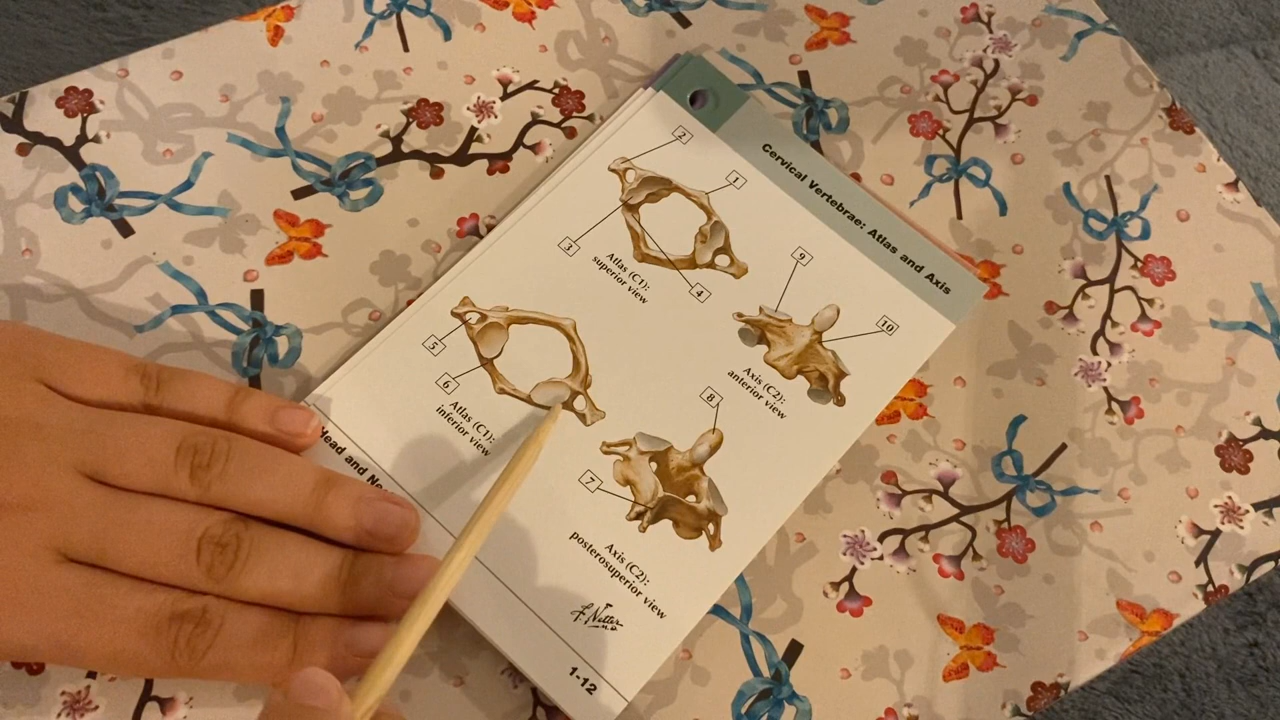 Cervical Vertebrae: Atlas and Axis
2
1
3
4
Atlas (C1):
superior view
9
10
Axis (C2):
anterior view
5
6
Atlas (C1):
inferior view
8
7
Axis (C2):
posterosuperior view
F. Netter
M.D.
Head and
1-12